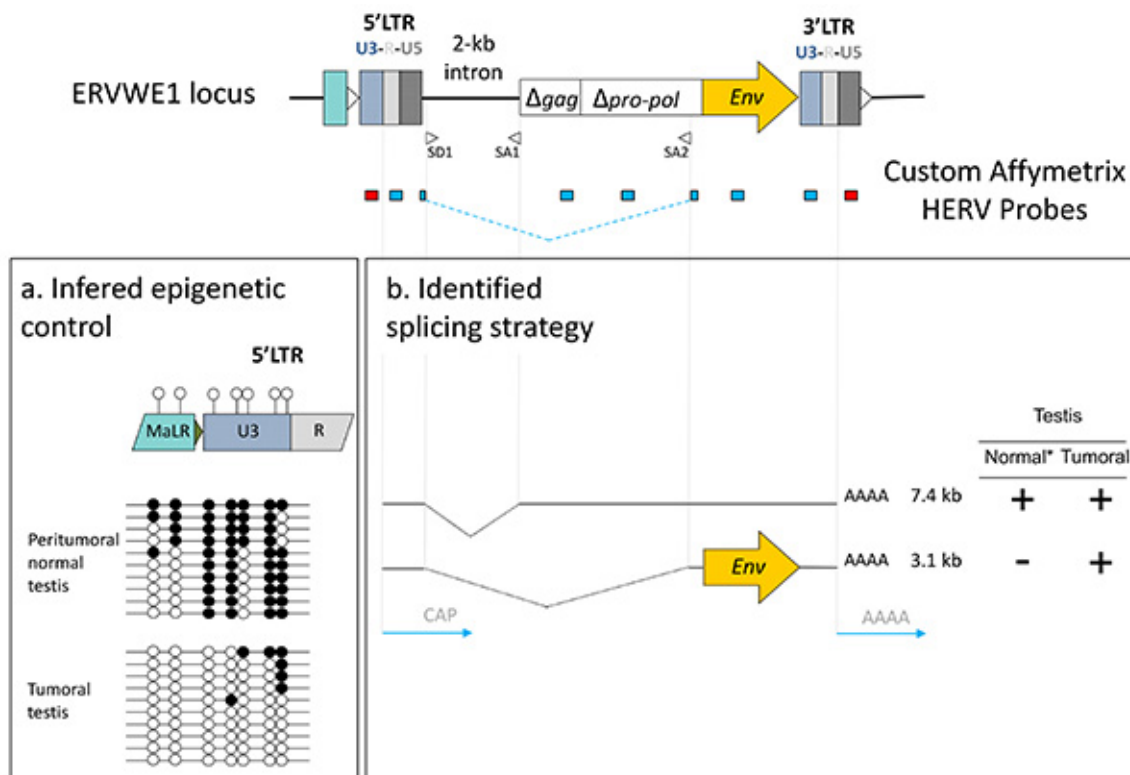 5'LTR
U3-R-U5
2-kb
intron
3'LTR
U3-R-U5
ERVWE1 locus
Δgag
Δpro-pol
Env
SD1
SA1
SA2
Custom Affymetrix
HERV Probes
a. Infered epigenetic
control
5'LTR
MaLR
U3
R
Peritumoral
normal
testis
Tumoral
testis
b. Identified
splicing strategy
Testis
Normal* Tumoral
AAAA 7.4 kb + +
Env AAAA 3.1 kb - +
CAP
AAAA